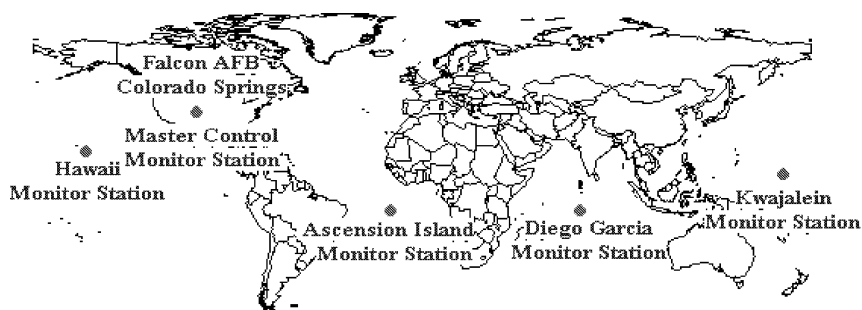 Falcon AFB
Colorado Springs
Master Control
Monitor Station
Hawaii
Monitor Station
Ascension Island
Monitor Station
Diego Garcia
Monitor Station
Kwajalein
Monitor Station